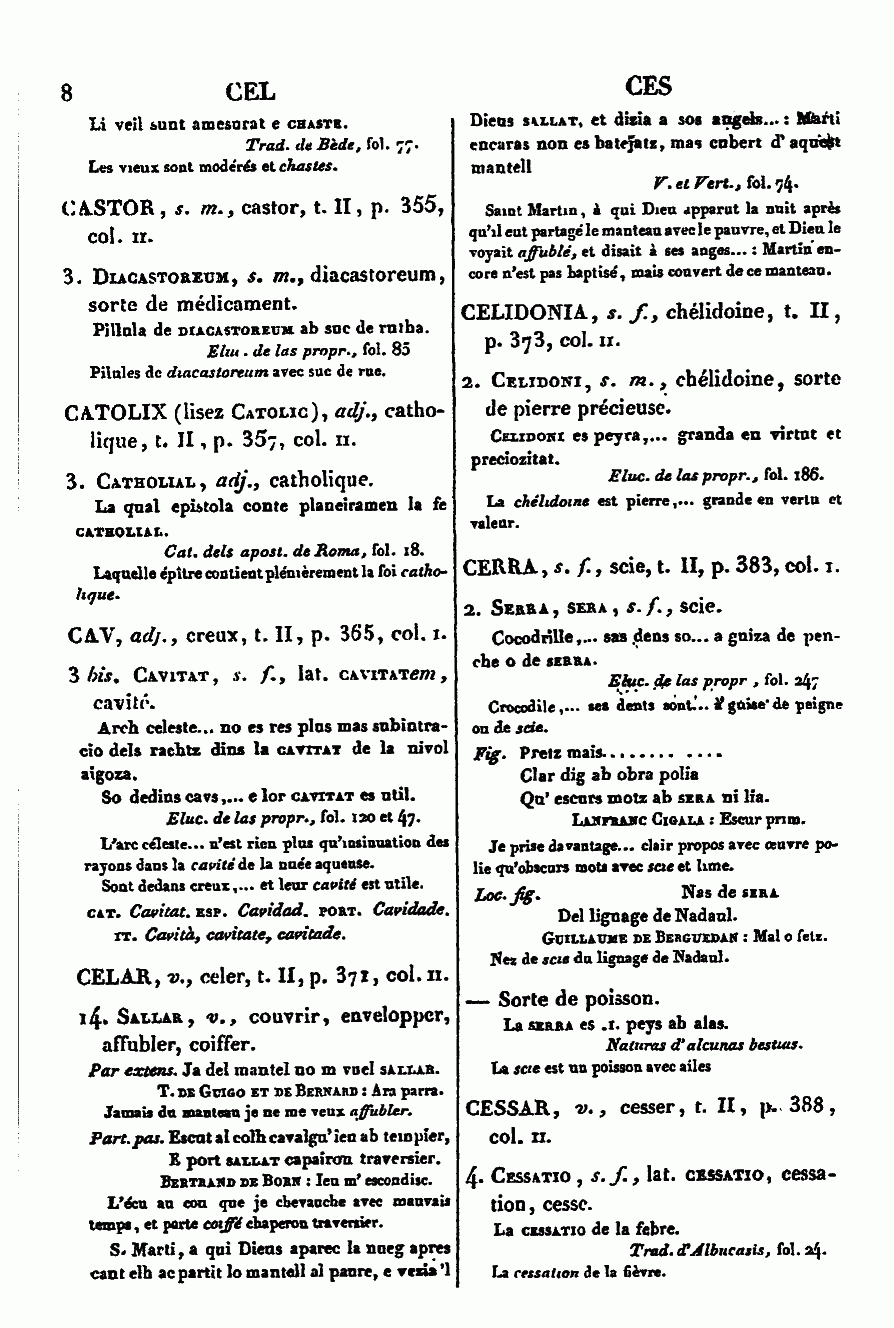 8 CEL
Li veil sunt amesurat e CHASTE.
Trad. de Bède, fol. 77.
Les vieux sont modérés et chastes.
CASTOR, s. m., castor, t. II, p. 355,
col. II.
3. DIACASTOREUM, s. m., diacastoreum,
sorte de médicament.
Pillula de DIACASTOREUM ab suc de rutha.
Eluc. de las propr., fol. 85
Pilules de diacastoreum avec suc de rue.
CATOLIX (lisez CATOLIC), adj., catho-
lique, t. II, p. 357, col. II.
3. CATHOLIAL, adj., catholique.
La qual epistola conte planeiramen la fe
CATHOLIAL.
Cat. dels apost. de Roma, fol. 18.
Laquelle épître contient plénièrement la foi catho-
lique.
CAV, adj., creux, t. II, p. 365, col. I.
3 bis. CAVITAT, s. f., lat. CAVITATem,
cavité.
Arch celeste... no es res plus mas subintra-
cio dels rachtz dins la CAVITAT de la nivol
aigoza.
So dedins cavs,... e lor CAVITAT es util.
Eluc. de las propr., fol. 120 et 47.
L'arc céleste... n'est rien plus qu'insinuation des
rayons dans la cavité de la nuée aqueuse.
Sont dedans creux,... et leur cavité est utile.
CAT. Cavitat. ESP. Cavidad. PORT. Cavidade.
IT. Cavità, cavitate, cavitade.
CELAR, v., celer, t. II, p. 371, col. II.
14. SALLAR, v., couvrir, envelopper,
affubler, coiffer.
Par extens. Ja del mantel no m vuel SALLAR.
T. DE GUIGO ET DE BERNARD : Ara parra.
Jamais du manteau je ne me veux affubler.
Part. pas. Escut al colh cavalgu' ieu ab tempier,
E port SALLAT capairon traversier.
BERTRAND DE BORN : Ieu m' escondisc.
L'écu au cou que je chevauche avec mauvais
temps, et porte coiffé chaperon traversier.
S. Marti, a qui Dieus aparec la nueg apres
cant elh ac partit lo mantell al paure, e vezia 'l
CES
Dieus SALLAT, et dizia a sos angels... : Marti
encaras non es batejatz, mas cubert d' aquest
mantell
V. et Vert., fol. 74.
Saint Martin, à qui Dieu apparut la nuit après
qu'il eut partagé le manteau avec le pauvre, et Dieu le
voyait affublé, et disait à ses anges... : Martin en-
core n'est pas baptisé, mais couvert de ce manteau.
CELIDONIA, s. f., chélidoine, t. II,
p. 373, col. II.
2. CELIDONI, s. m., chélidoine, sorte
de pierre précieuse.
CELIDONI es peyra,... granda en virtut et
preciozitat.
Eluc. de las propr., fol. 186.
La chélidoine est pierre,... grande en vertu et
valeur.
CERRA, s. f., scie, t. II, p. 383, col. I.
2. SERRA, SERA, s. f., scie.
Cocodrille,... sas dens so... a guiza de pen-
che o de SERRA.
Eluc. de las propr, fol. 247
Crocodile,... ses dents sont... à guise de peigne
ou de scie.
Fig. Pretz mais........ ....
Clar dig ab obra polia
Qu' escurs motz ab SERA ni lia.
LANFRANC CIGALA : Escur prim.
Je prise davantage... clair propos avec œuvre po-
lie qu'obscurs mots avec scie et lime.
Loc. fig. Nas de SERA
Del lignage de Nadaul.
GUILLAUME DE BERGUEDAN : Mal o fetz.
Nez de scie du lignage de Nadaul.
— Sorte de poisson.
La SERRA es .I. peys ab alas.
Naturas d'alcunas bestias.
La scie est un poisson avec ailes
CESSAR, v., cesser, t. II, p. 388,
col. II.
4. CESSATIO, s. f., lat. CESSATIO, cessa-
tion, cesse.
La CESSATIO de la febre.
Trad. d'Albucasis, fol. 24.
La cessation de la fièvre.